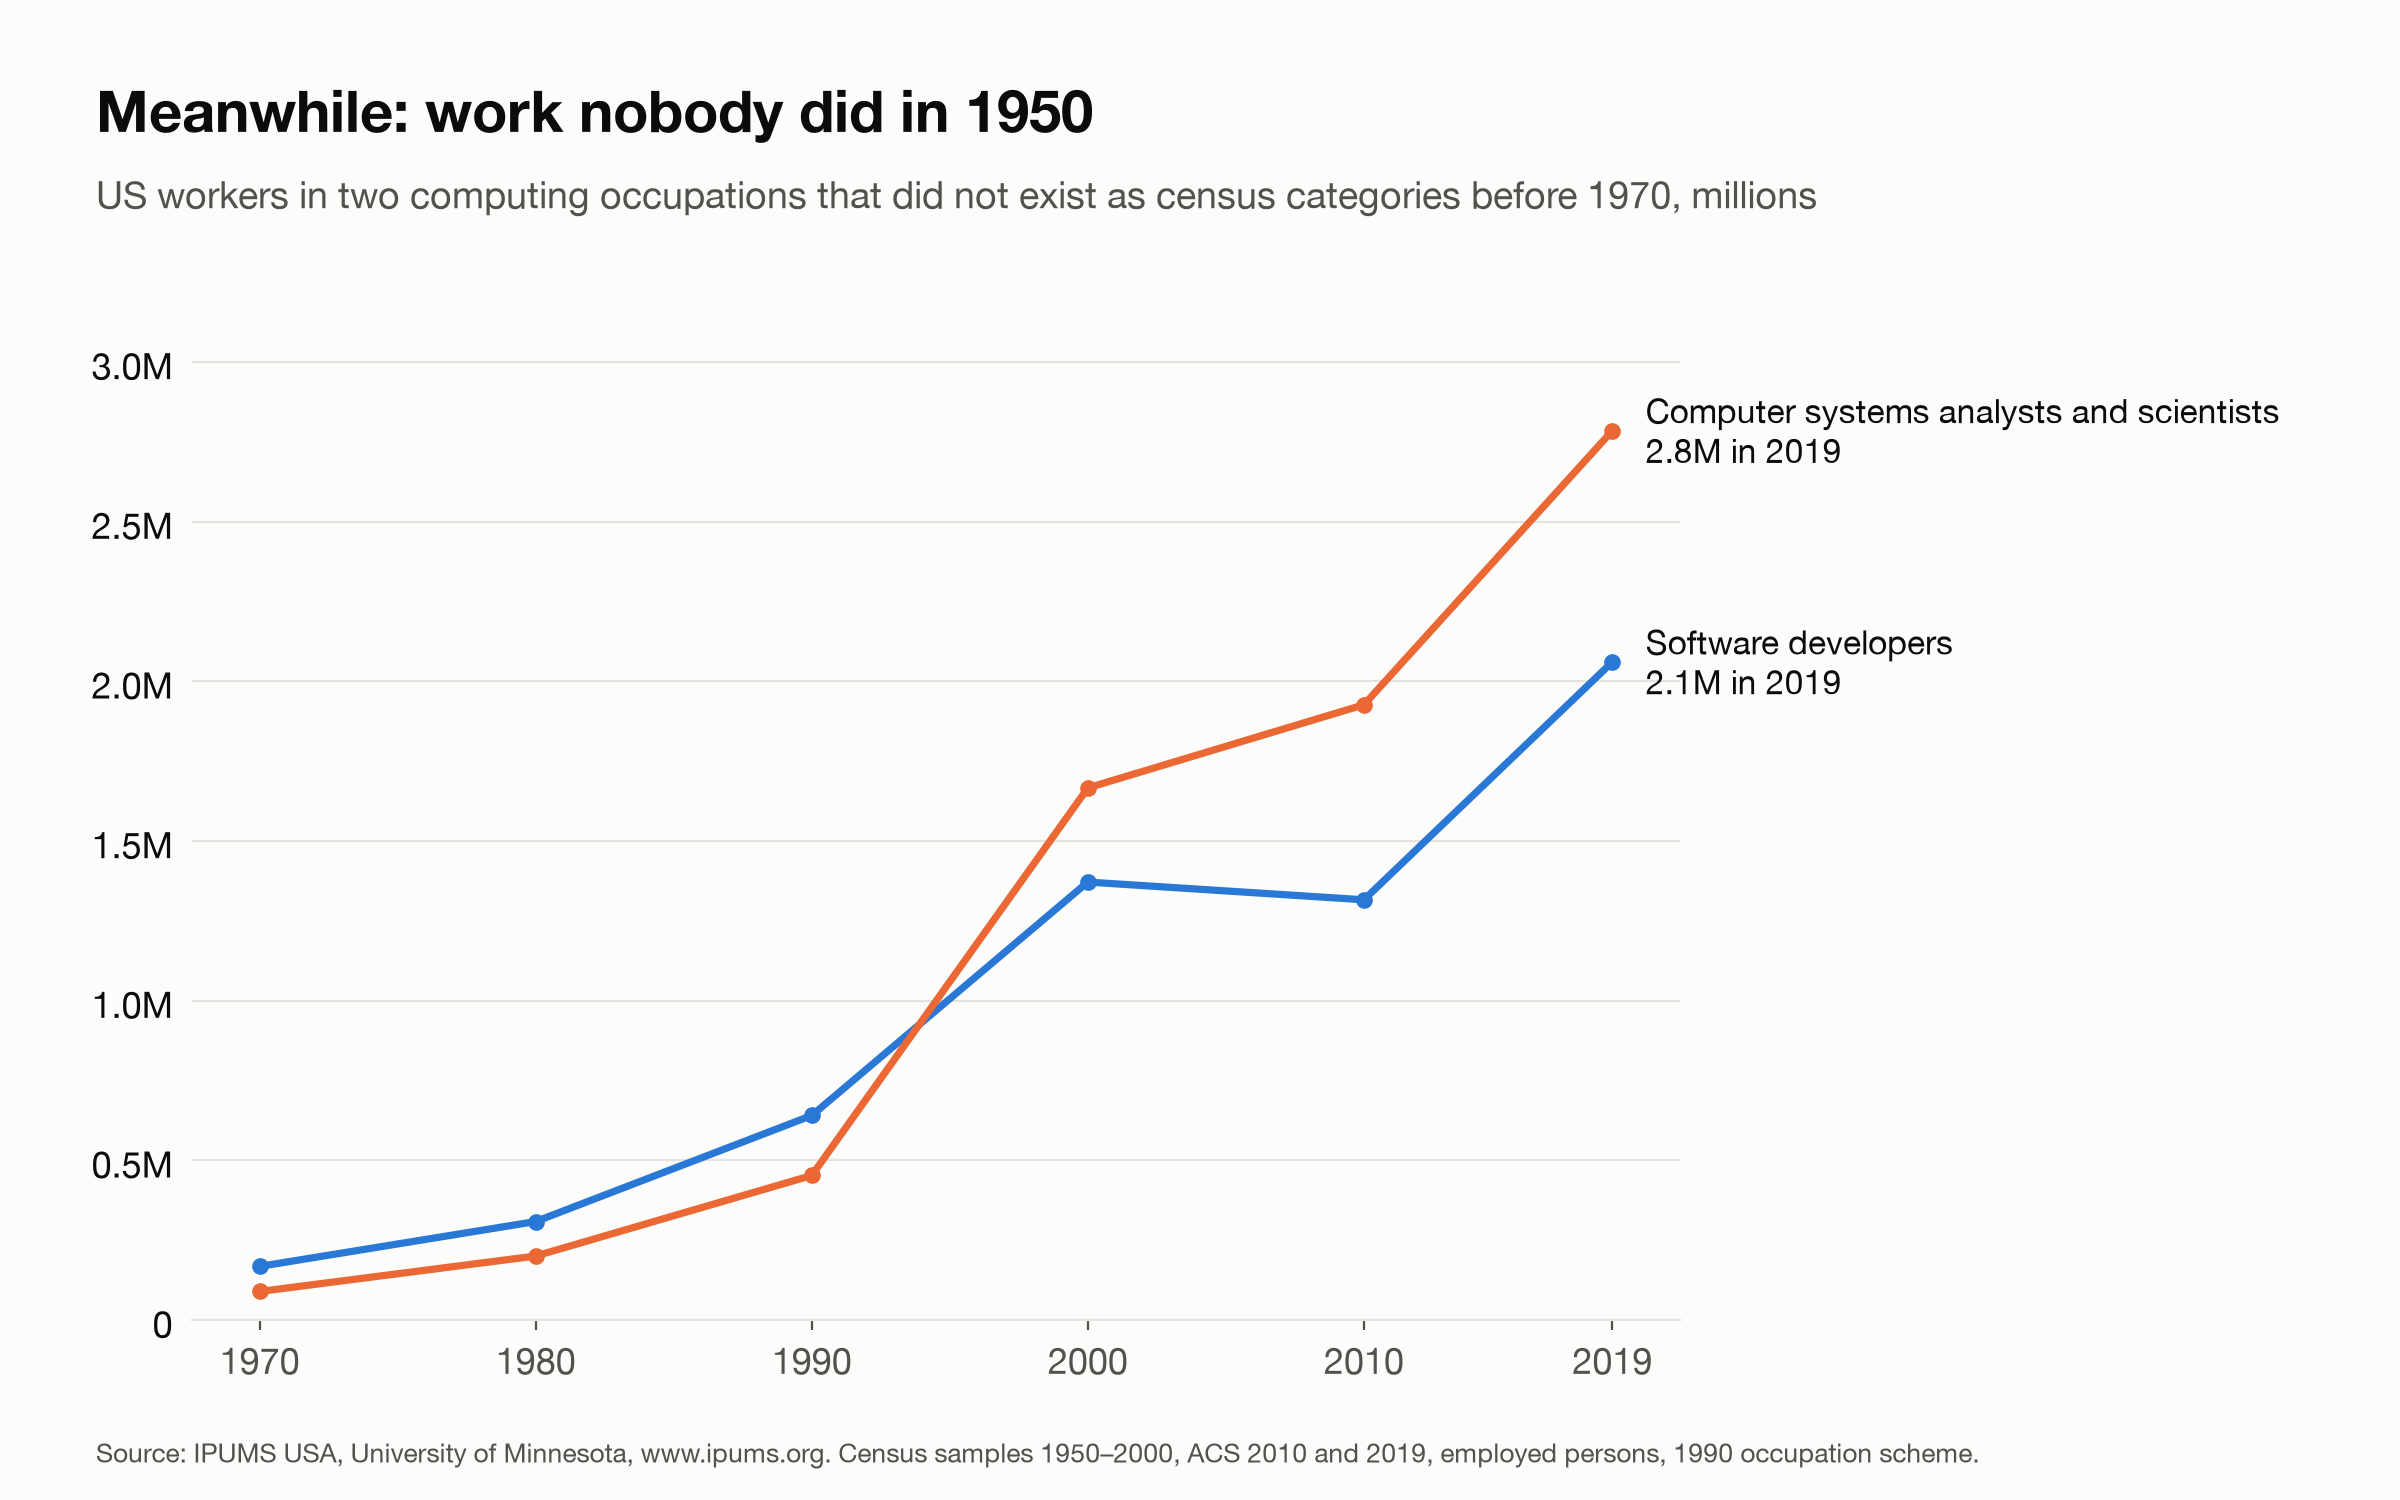 Meanwhile: work nobody did in 1950
US workers in two computing occupations that did not exist as census categories before 1970, millions
3.0M
2.5M
2.0M
1.5M
1.0M
0.5M
0
Computer systems analysts and scientists
2.8M in 2019
Software developers
2.1M in 2019
1970 1980 1990 2000 2010 2019
Source: IPUMS USA, University of Minnesota, www.ipums.org. Census samples 1950–2000, ACS 2010 and 2019, employed persons, 1990 occupation scheme.